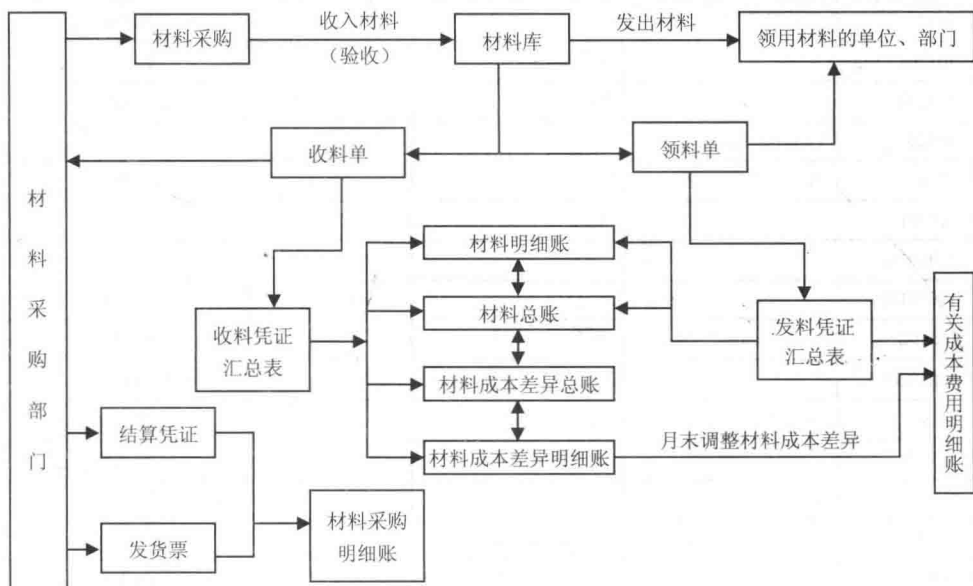 材料采购部门
材料采购
收入材料
（验收）
材料库
发出材料
领用材料的单位、部门
收料单
领料单
材料明细账
材料总账
材料成本差异总账
材料成本差异明细账
收料凭证
汇总表
发料凭证
汇总表
有关成本费用明细账
月末调整材料成本差异
结算凭证
发货票
材料采购
明细账